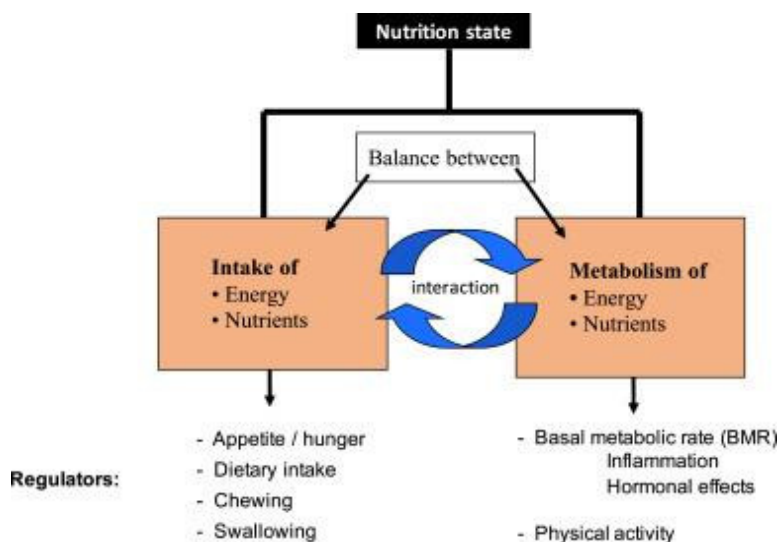 Nutrition state
Balance between
Intake of
• Energy
• Nutrients
interaction
Metabolism of
• Energy
• Nutrients
Regulators:
- Appetite / hunger
- Dietary intake
- Chewing
- Swallowing
- Basal metabolic rate (BMR)
Inflammation
Hormonal effects
- Physical activity